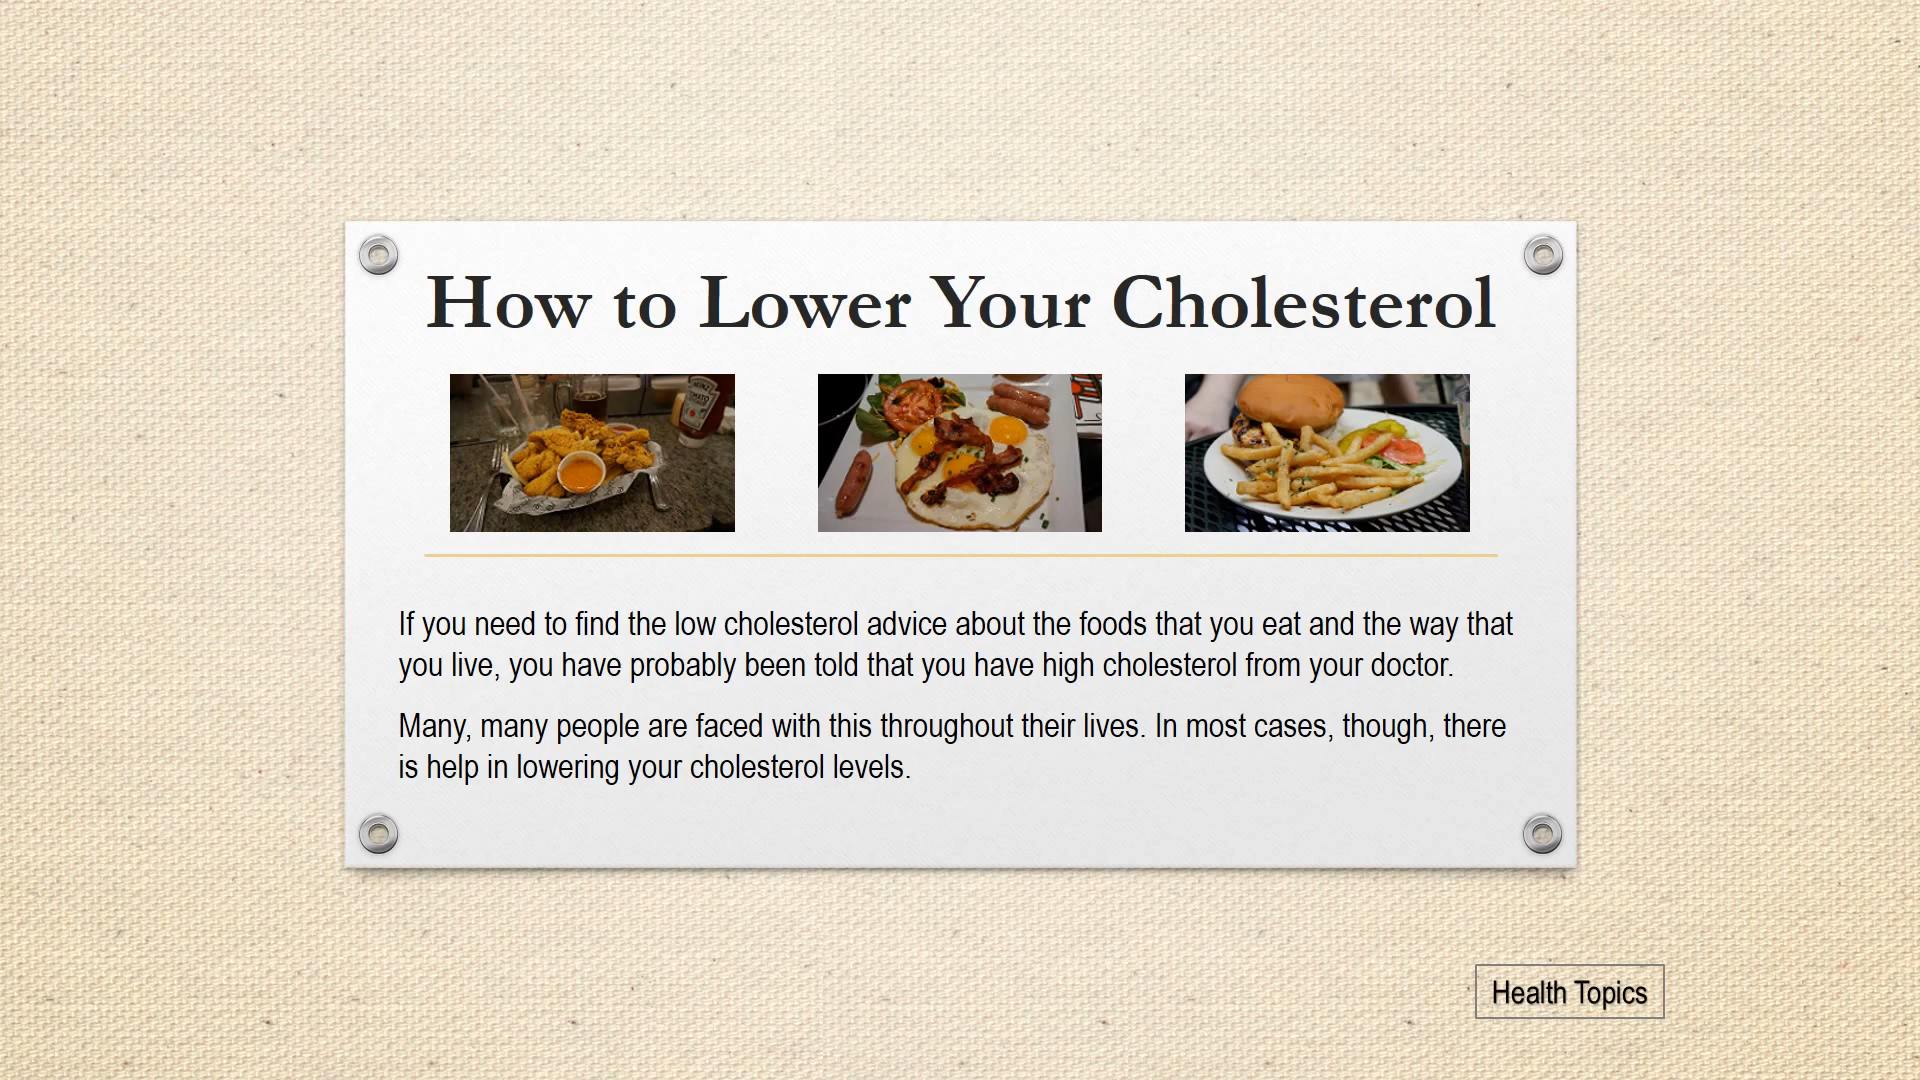 How to Lower Your Cholesterol
HEINZ
TOMATO
If you need to find the low cholesterol advice about the foods that you eat and the way that
you live, you have probably been told that you have high cholesterol from your doctor.
Many, many people are faced with this throughout their lives. In most cases, though, there
is help in lowering your cholesterol levels.
Health Topics